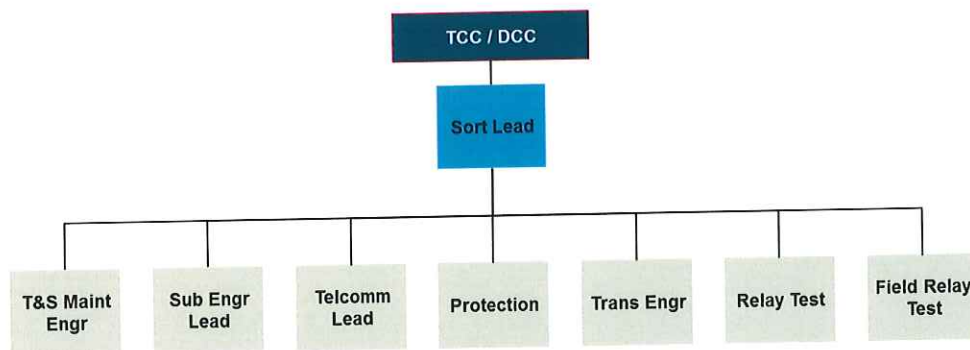 TCC / DCC
Sort Lead
T&S Maint
Engr
Sub Engr
Lead
Telcomm
Lead
Protection
Trans Engr
Relay Test
Field Relay
Test